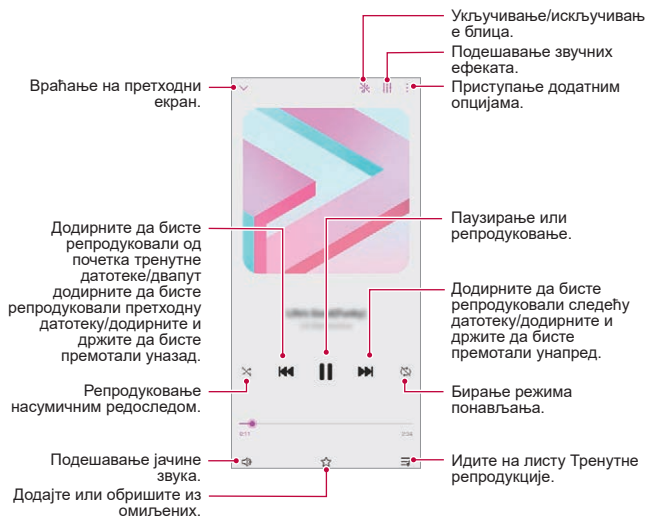 Укључивање/искључивањ
е блица.
Подешавање звучних
ефеката.
Приступање додатним
опцијама.
Враћање на претходни
екран.
Додирните да бисте
репродуковали од
почетка тренутне
датотеке/двапут
додирните да бисте
репродуковали претходну
датотеку/додирните и
држите да бисте
премотали уназад.
Паузирање или
репродуковање.
Додирните да бисте
репродуковали следећу
датотеку/додирните и
држите да бисте
премотали унапред.
Репродуковање
насумичним редоследом.
Бирање режима
понављања.
0:11
Подешавање јачине
звука.
Додајте или обришите из
омиљених.
Идите на листу Тренутне
репродукције.